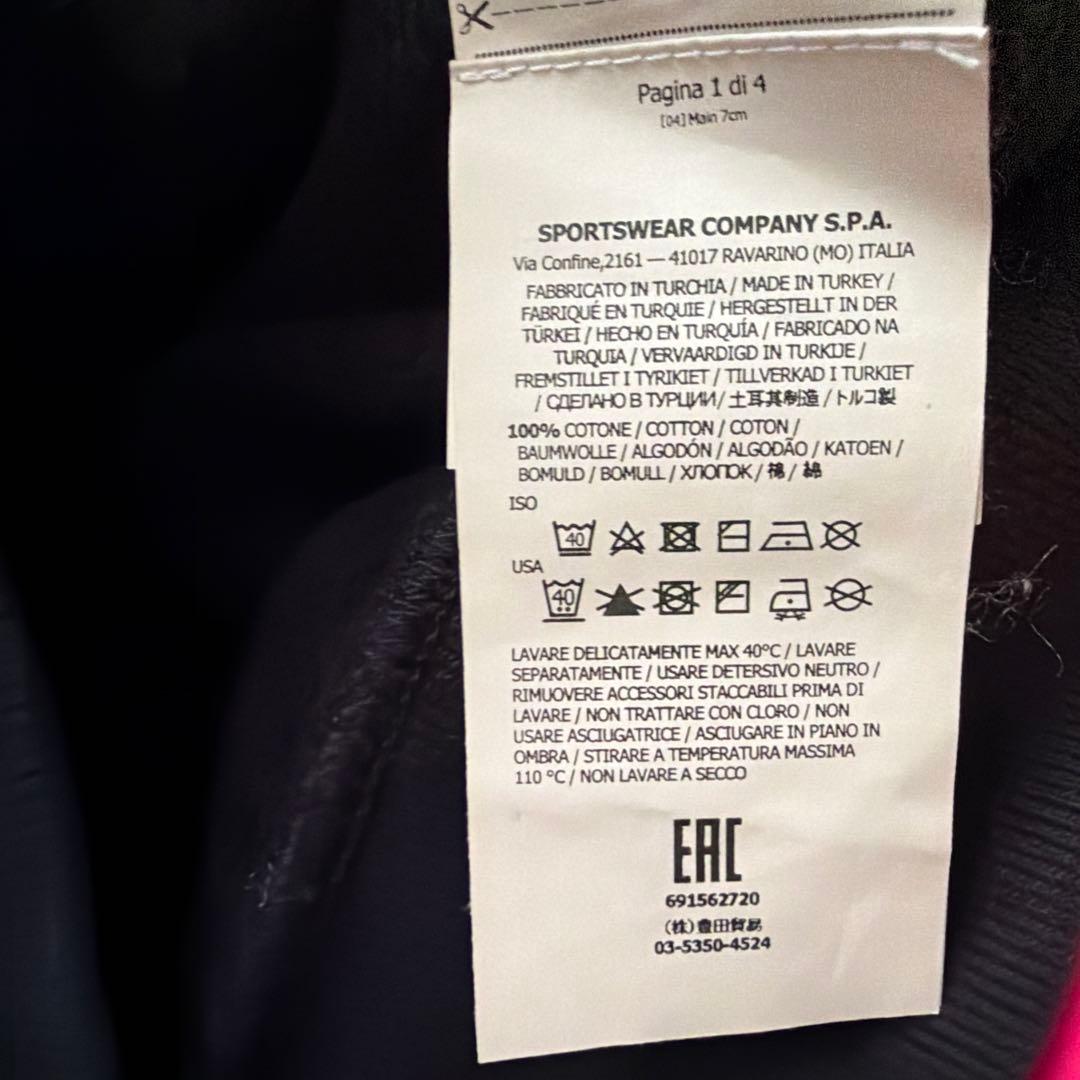 Pagina 1 di 4
[04] Main 7cm
SPORTSWEAR COMPANY S.P.A.
Via Confine,2161 — 41017 RAVARINO (MO) ITALIA
FABBRICATO IN TURCHIA / MADE IN TURKEY /
FABRIQUÉ EN TURQUIE / HERGESTELLT IN DER
TÜRKEI / HECHO EN TURQUÍA / FABRICADO NA
TURQUIA / VERVAARDIGD IN TURKIJE /
FREMSTILLET I TYRKIET / TILLVERKAD I TURKIET
/ СДЕЛАНО В ТУРЦИИ / 土耳其制造 / トルコ製
100% COTONE / COTTON / COTON /
BAUMWOLLE / ALGODÓN / ALGODÃO / KATOEN /
BOMULD / BOMULL / ХЛОПОК / 棉 / 綿
ISO
40
USA
40
LAVARE DELICATAMENTE MAX 40°C / LAVARE
SEPARATAMENTE / USARE DETERSIVO NEUTRO /
RIMUOVERE ACCESSORI STACCABILI PRIMA DI
LAVARE / NON TRATTARE CON CLORO / NON
USARE ASCIUGATRICE / ASCIUGARE IN PIANO IN
OMBRA / STIRARE A TEMPERATURA MASSIMA
110 °C / NON LAVARE A SECCO
EAC
691562720
(株)豊田貿易
03-5350-4524